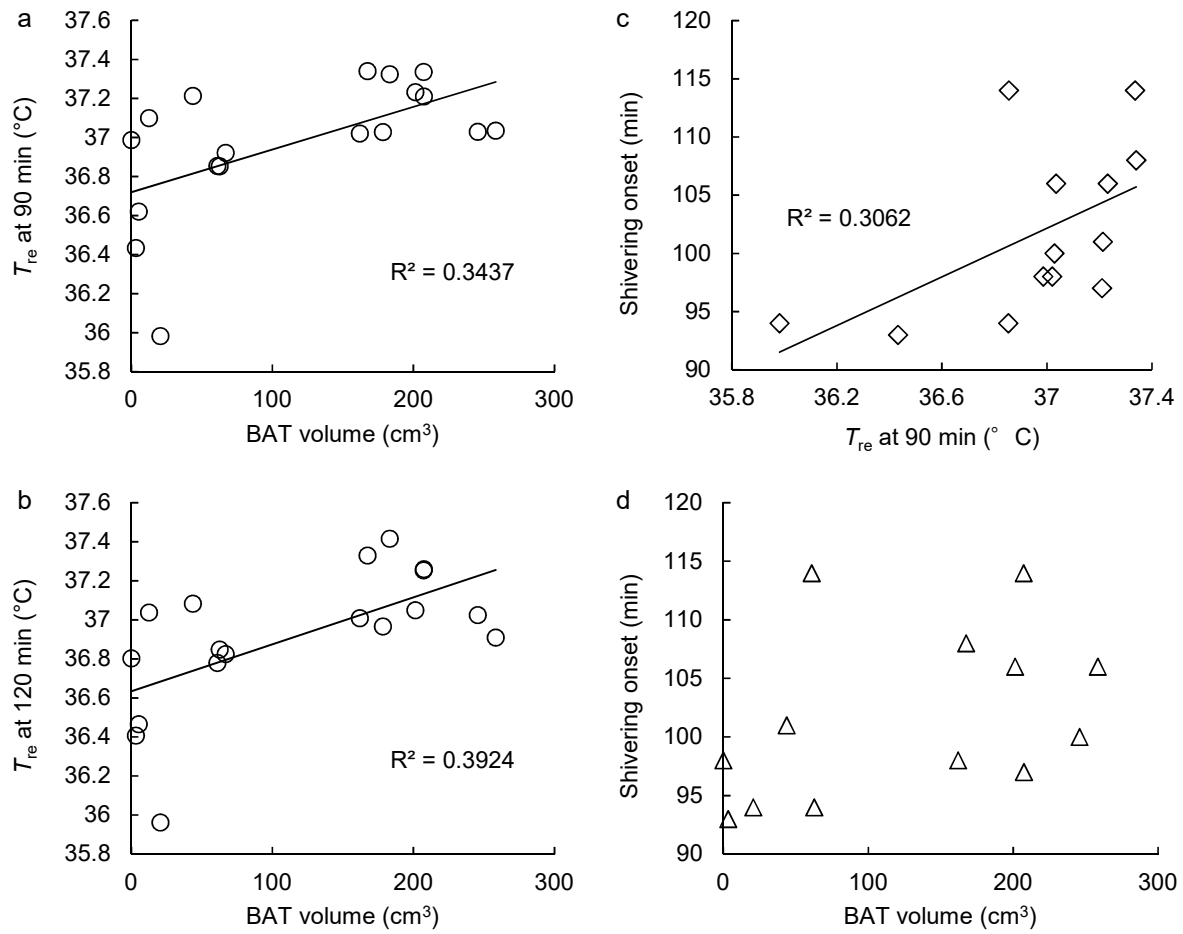 a
37.6
37.4
37.2
37
36.8
36.6
36.4
36.2
36
35.8
Tre at 90 min (°C)
R² = 0.3437
0 100 200 300
BAT volume (cm³)
c
120
115
110
105
100
95
90
Shivering onset (min)
R² = 0.3062
35.8 36.2 36.6 37 37.4
Tre at 90 min (° C)
b
37.6
37.4
37.2
37
36.8
36.6
36.4
36.2
36
35.8
Tre at 120 min (°C)
R² = 0.3924
0 100 200 300
BAT volume (cm³)
d
120
115
110
105
100
95
90
Shivering onset (min)
0 100 200 300
BAT volume (cm³)